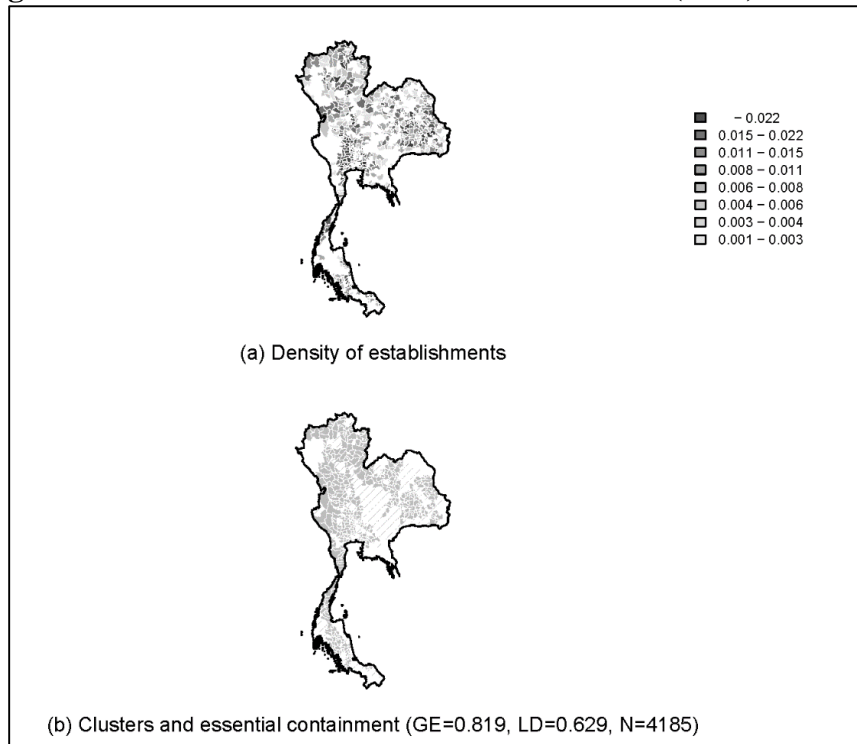 − 0.022
0.015 − 0.022
0.011 − 0.015
0.008 − 0.011
0.006 − 0.008
0.004 − 0.006
0.003 − 0.004
0.001 − 0.003
(a) Density of establishments
(b) Clusters and essential containment (GE=0.819, LD=0.629, N=4185)